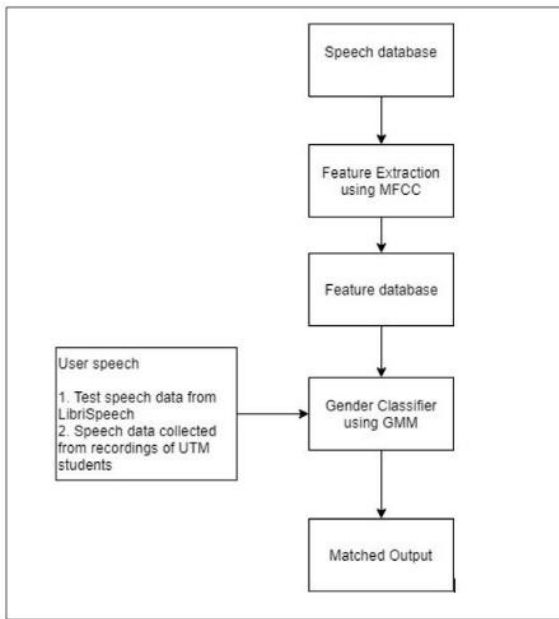 Speech database
Feature Extraction
using MFCC
Feature database
User speech
1. Test speech data from
LibriSpeech
2. Speech data collected
from recordings of UTM
students
Gender Classifier
using GMM
Matched Output